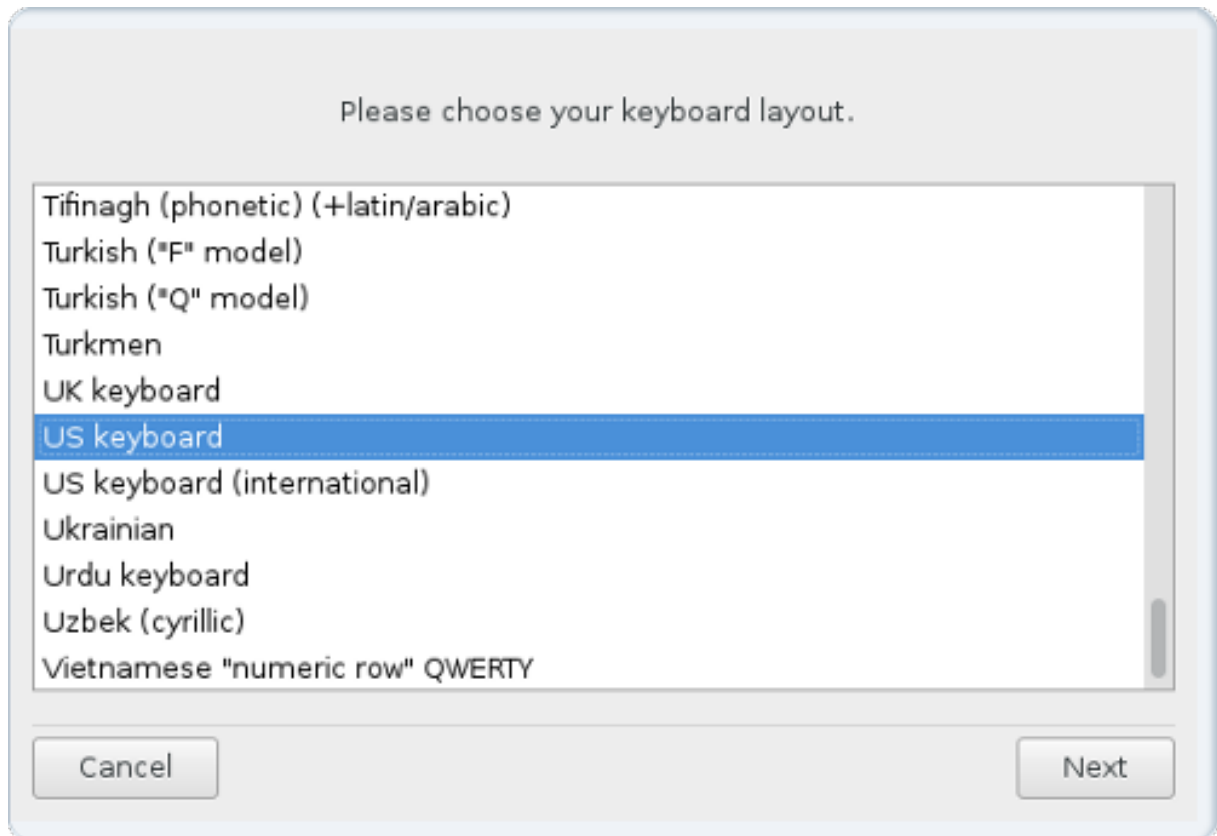 Please choose your keyboard layout.
Tifinagh (phonetic) (+latin/arabic)
Turkish ("F" model)
Turkish ("Q" model)
Turkmen
UK keyboard
US keyboard
US keyboard (international)
Ukrainian
Urdu keyboard
Uzbek (cyrillic)
Vietnamese "numeric row" QWERTY
Cancel
Next